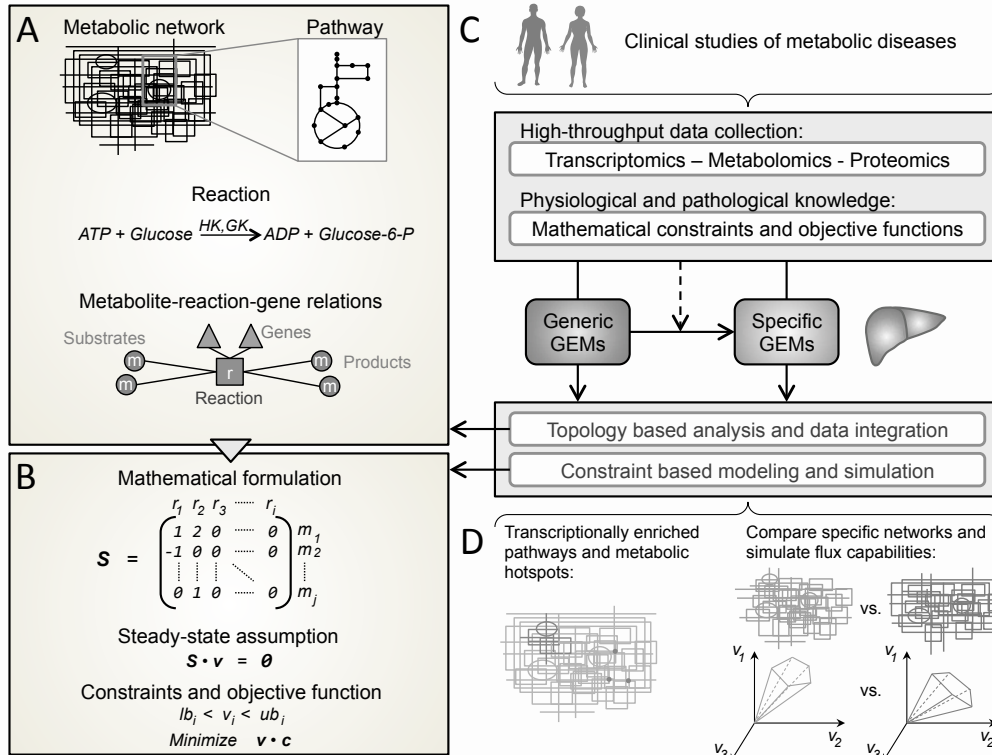 A
Metabolic network
Pathway
Reaction
ATP + Glucose HK,GK ADP + Glucose-6-P
Metabolite-reaction-gene relations
Substrates
Genes
Products
m
m
r
m
m
Reaction
B
Mathematical formulation
r1 r2 r3 ...... ri
S = 1 2 0 ...... 0 m1
-1 0 0 ...... 0 m2
0 1 0 ...... 0 mj
Steady-state assumption
S • v = 0
Constraints and objective function
lbi < vi < ubi
Minimize v • c
C
Clinical studies of metabolic diseases
High-throughput data collection:
Transcriptomics – Metabolomics - Proteomics
Physiological and pathological knowledge:
Mathematical constraints and objective functions
Generic
GEMs
Specific
GEMs
Topology based analysis and data integration
Constraint based modeling and simulation
D
Transcriptionally enriched
pathways and metabolic
hotspots:
Compare specific networks and
simulate flux capabilities:
vs.
v1
v2
v3
vs.
v1
v2
v3